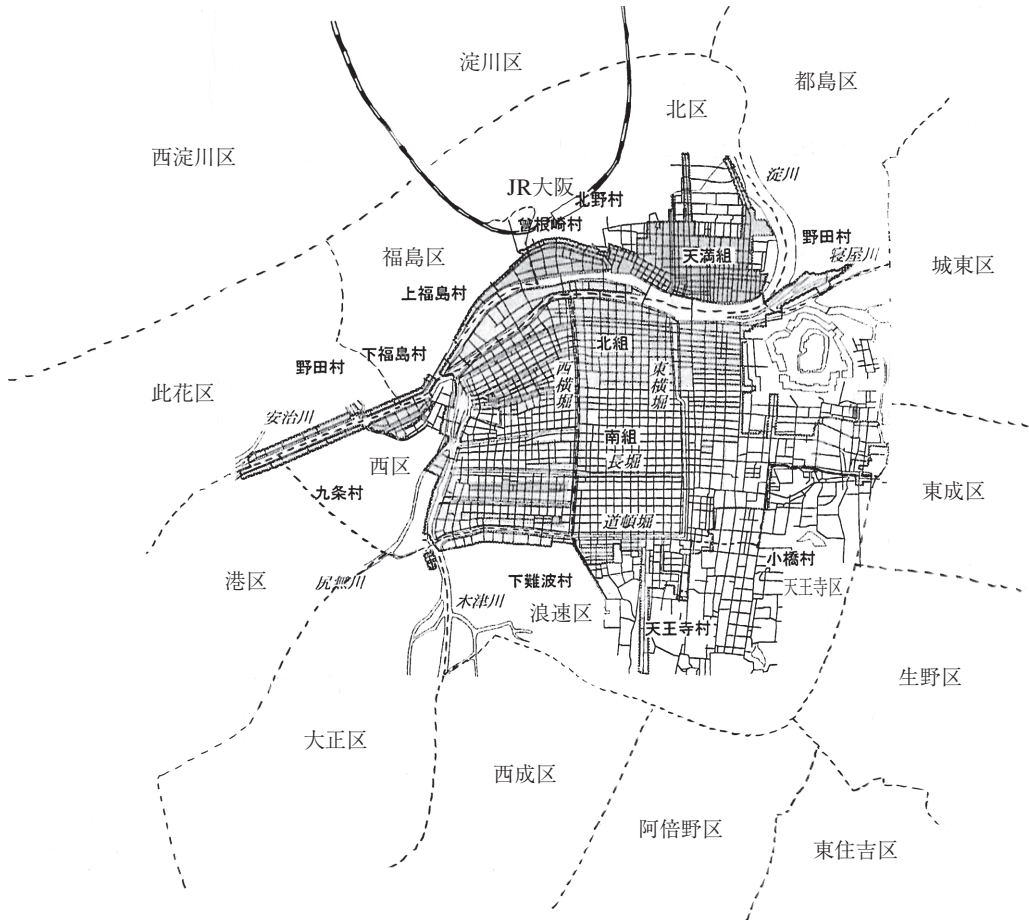 淀川区
都島区
北区
西淀川区
JR大阪
淀川
北野村
曾根崎村
野田村
天満組
寝屋川
福島区
城東区
上福島村
北組
下福島村
野田村
西横堀
東横堀
此花区
安治川
南組
西区
長堀
九条村
東成区
道頓堀
小橋村
港区
尻無川
下難波村
天王寺区
木津川
浪速区
天王寺村
生野区
大正区
西成区
阿倍野区
東住吉区